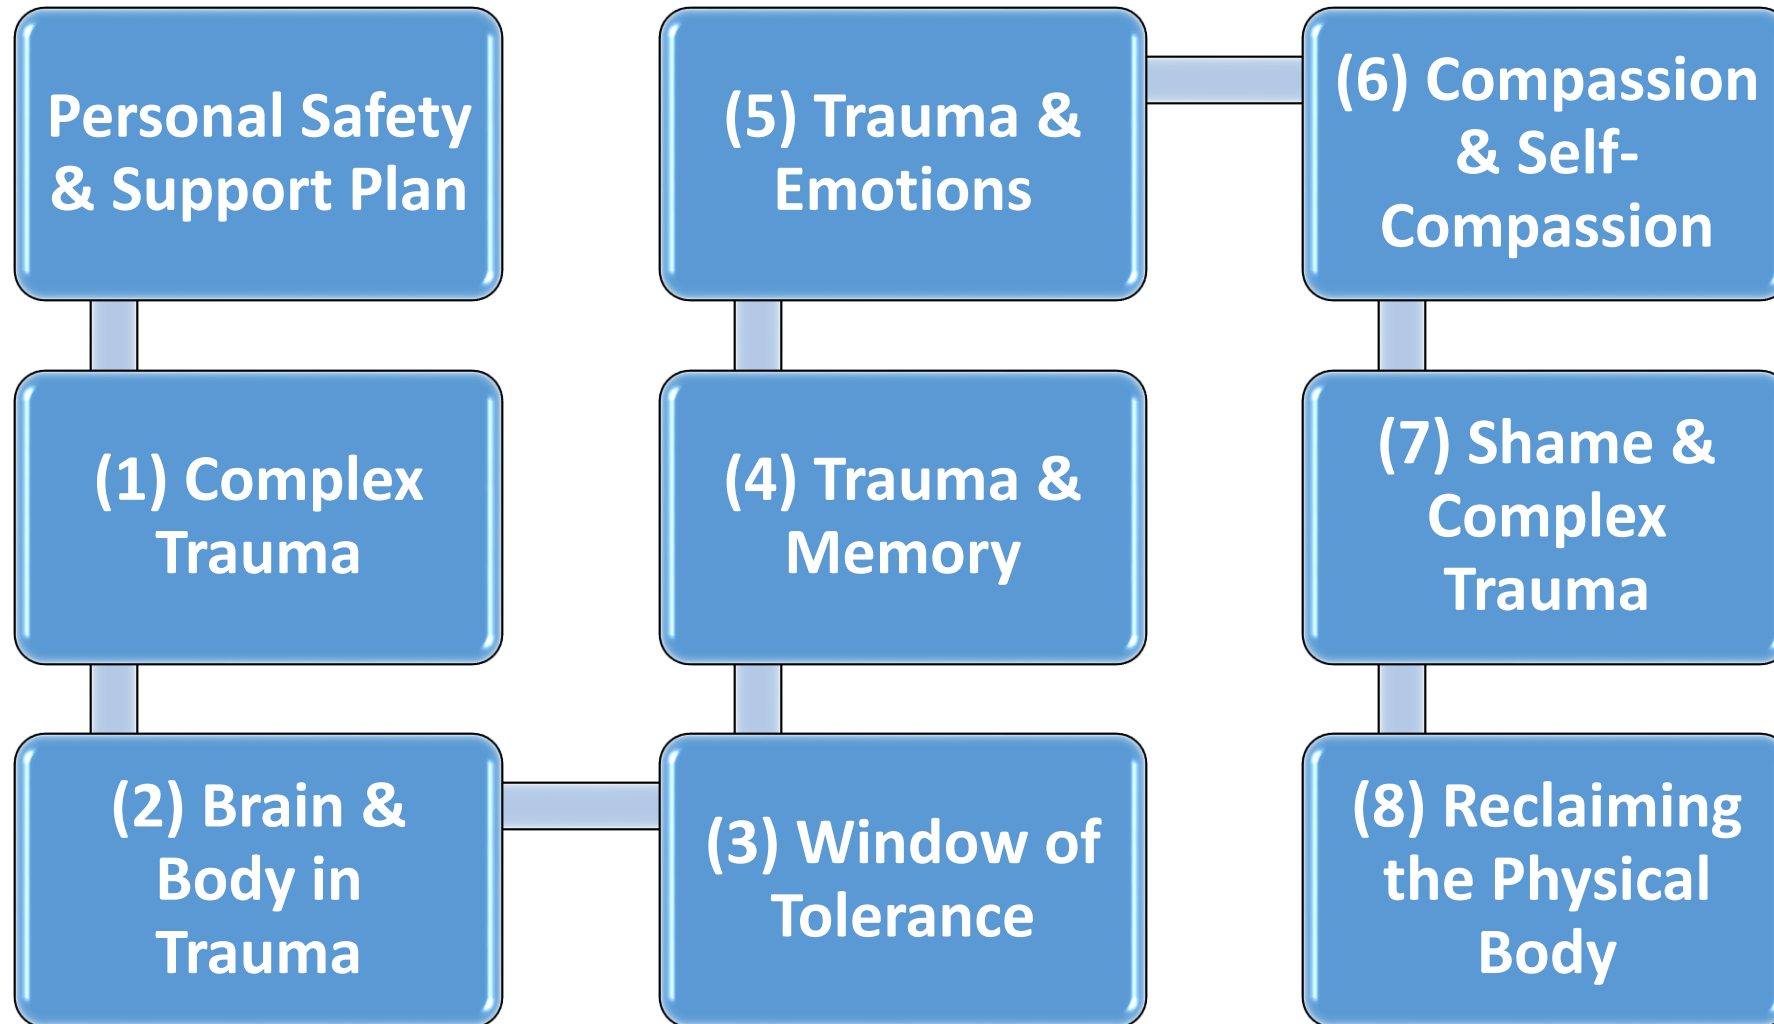 Personal Safety
& Support Plan
(1) Complex
Trauma
(2) Brain &
Body in
Trauma
(3) Window of
Tolerance
(4) Trauma &
Memory
(5) Trauma &
Emotions
(6) Compassion
& Self-
Compassion
(7) Shame &
Complex
Trauma
(8) Reclaiming
the Physical
Body